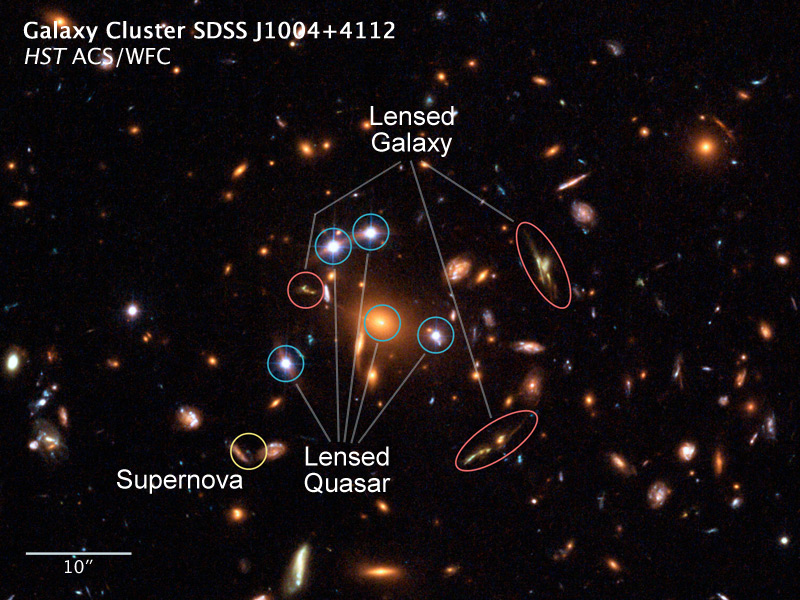 Galaxy Cluster SDSS J1004+4112
HST ACS/WFC
Lensed
Galaxy
Supernova
Lensed
Quasar
10″